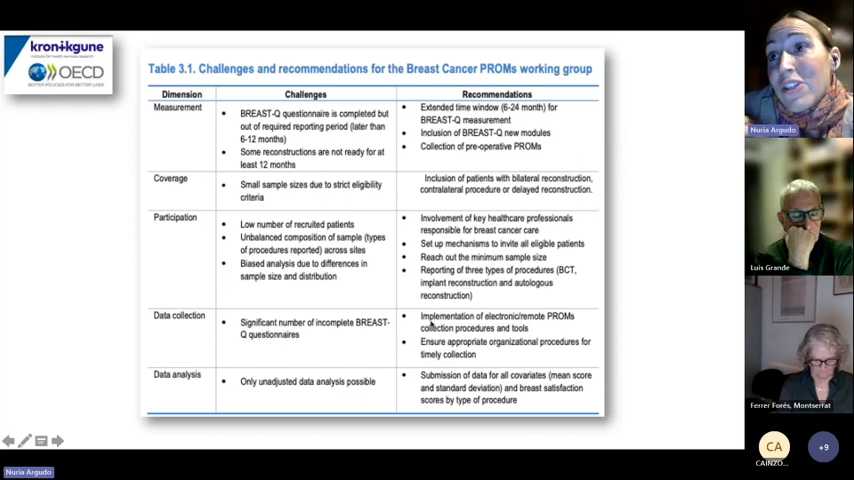 kronikgune
institute for health services research
OECD
BETTER POLICIES FOR BETTER LIVES
Table 3.1. Challenges and recommendations for the Breast Cancer PROMs working group
Dimension
Challenges
Recommendations
Measurement
BREAST-Q questionnaire is completed but
out of required reporting period (later than
6-12 months)
Some reconstructions are not ready for at
least 12 months
Extended time window (6-24 month) for
BREAST-Q measurement
Inclusion of BREAST-Q new modules
Collection of pre-operative PROMs
Coverage
Small sample sizes due to strict eligibility
criteria
Inclusion of patients with bilateral reconstruction,
contralateral procedure or delayed reconstruction.
Participation
Low number of recruited patients
Unbalanced composition of sample (types
of procedures reported) across sites
Biased analysis due to differences in
sample size and distribution
Involvement of key healthcare professionals
responsible for breast cancer care
Set up mechanisms to invite all eligible patients
Reach out the minimum sample size
Reporting of three types of procedures (BCT,
implant reconstruction and autologous
reconstruction)
Data collection
Significant number of incomplete BREAST-
Q questionnaires
Implementation of electronic/remote PROMs
collection procedures and tools
Ensure appropriate organizational procedures for
timely collection
Data analysis
Only unadjusted data analysis possible
Submission of data for all covariates (mean score
and standard deviation) and breast satisfaction
scores by type of procedure
Nuria Argudo
Luis Grande
Ferrer Forés, Montserrat
CA
CAINZO...
+9
Nuria Argudo